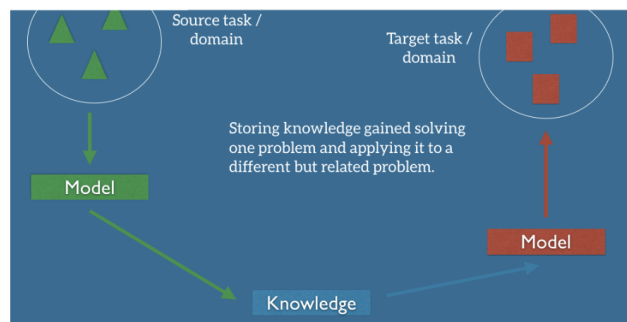 Source task /
domain
Target task /
domain
Storing knowledge gained solving
one problem and applying it to a
different but related problem.
Model
Model
Knowledge